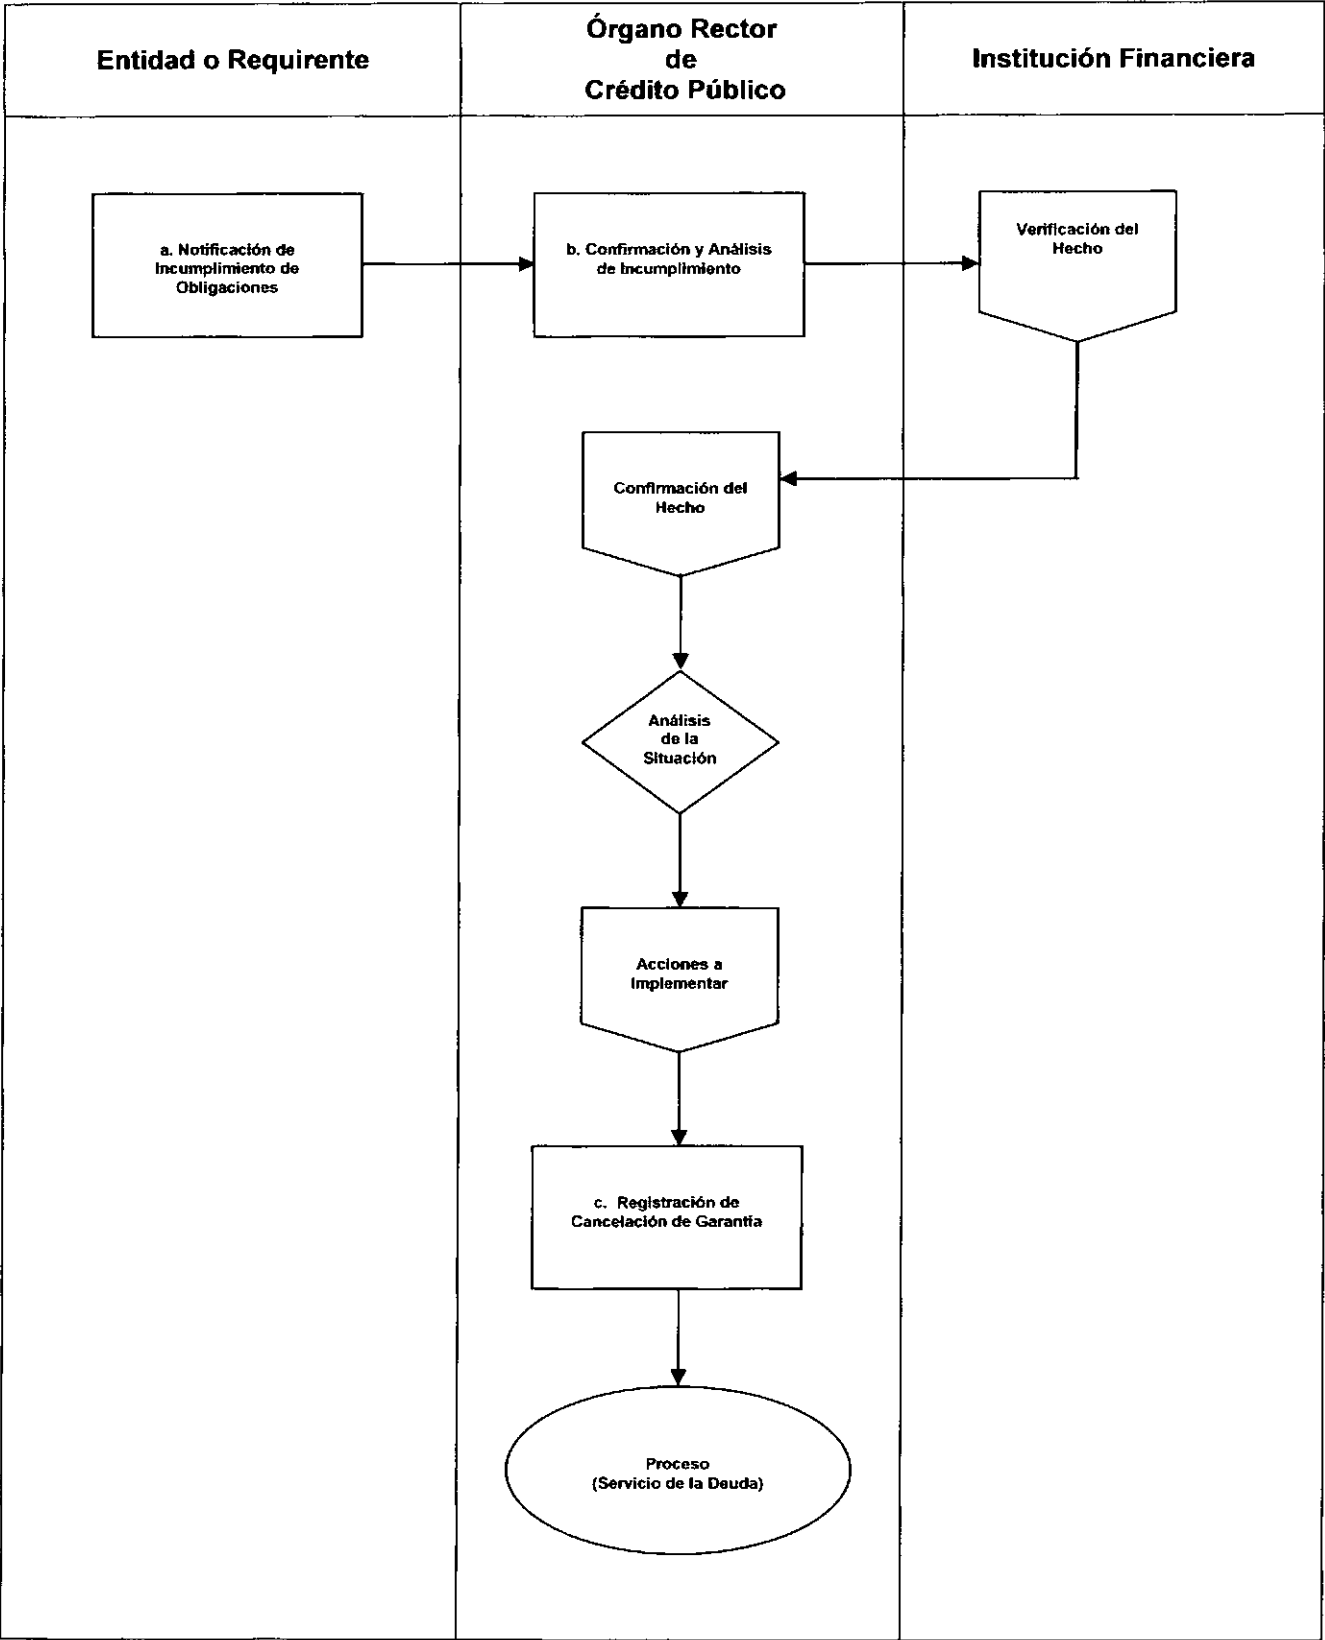 Entidad o Requirente
Órgano Rector
de
Crédito Público
Institución Financiera
a. Notificación de
Incumplimiento de
Obligaciones
b. Confirmación y Análisis
de Incumplimiento
Verificación del
Hecho
Confirmación del
Hecho
Análisis
de la
Situación
Acciones a
Implementar
c. Registración de
Cancelación de Garantía
Proceso
(Servicio de la Deuda)